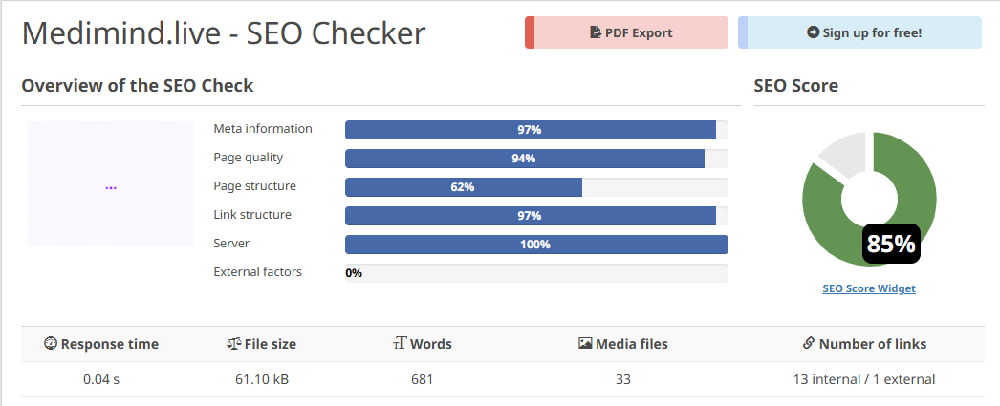 Medimind.live - SEO Checker
PDF Export
Sign up for free!
Overview of the SEO Check
SEO Score
...
Meta information 97%
Page quality 94%
Page structure 62%
Link structure 97%
Server 100%
External factors 0%
85%
SEO Score Widget
Response time File size Words Media files Number of links
0.04 s 61.10 kB 681 33 13 internal / 1 external